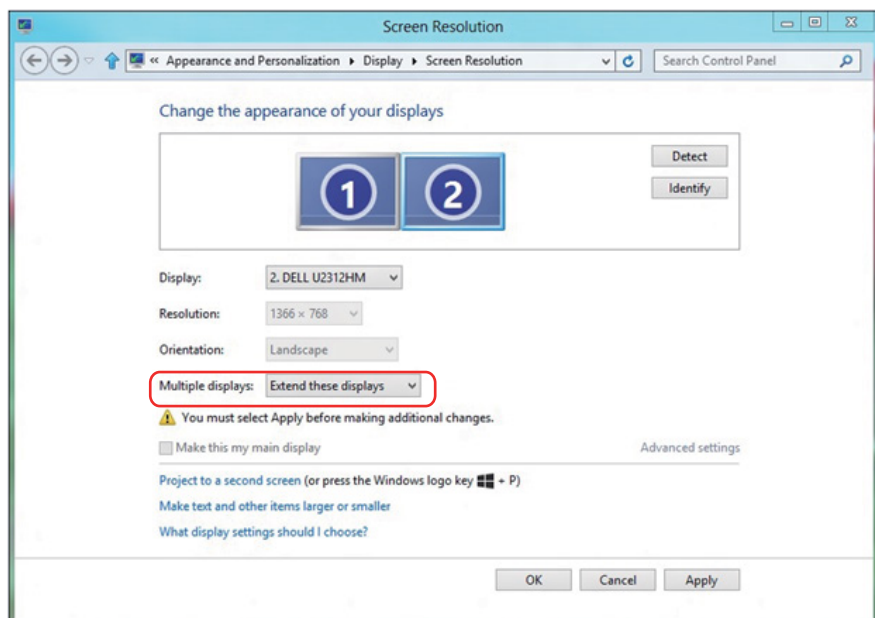 Screen Resolution
« Appearance and Personalization ▸ Display ▸ Screen Resolution
Search Control Panel
Change the appearance of your displays
1 2
Detect
Identify
Display: 2. DELL U2312HM
Resolution: 1366 × 768
Orientation: Landscape
Multiple displays: Extend these displays
You must select Apply before making additional changes.
Make this my main display Advanced settings
Project to a second screen (or press the Windows logo key + P)
Make text and other items larger or smaller
What display settings should I choose?
OK Cancel Apply